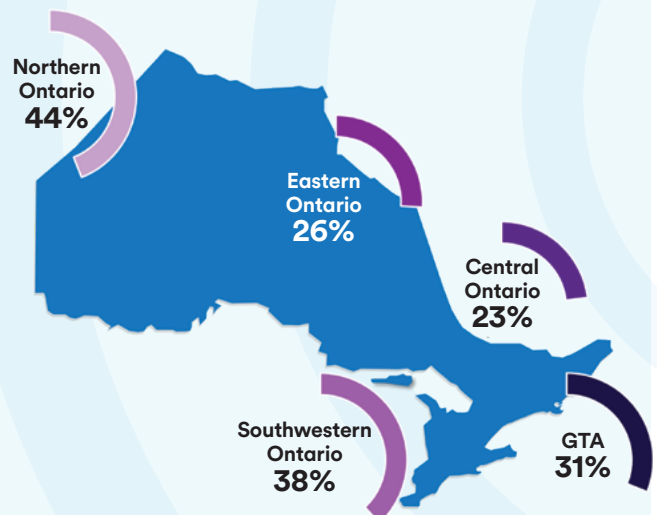 Northern
Ontario
44%
Eastern
Ontario
26%
Central
Ontario
23%
Southwestern
Ontario
38%
GTA
31%